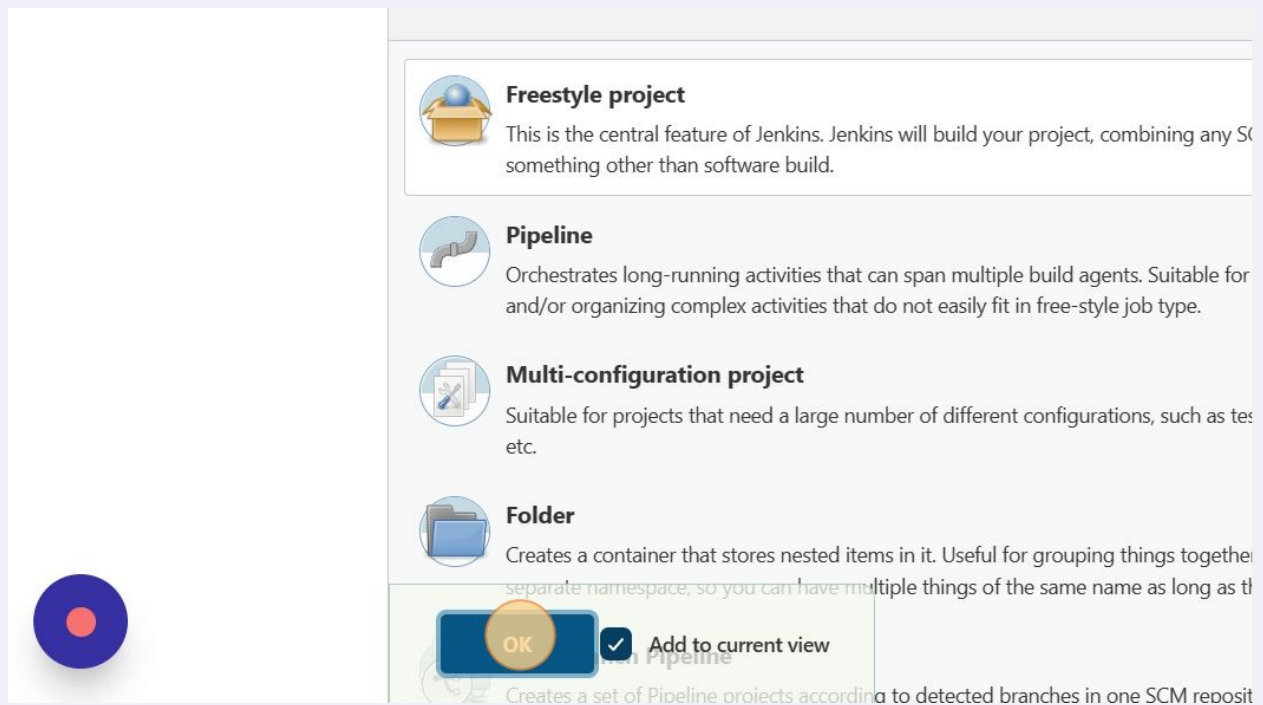 Freestyle project
This is the central feature of Jenkins. Jenkins will build your project, combining any
something other than software build.
Pipeline
Orchestrates long-running activities that can span multiple build agents. Suitable for
and/or organizing complex activities that do not easily fit in free-style job type.
Multi-configuration project
Suitable for projects that need a large number of different configurations, such as
etc.
Folder
Creates a container that stores nested items in it. Useful for grouping things together
separate namespace, so you can have multiple things of the same name as long as
OK Add to current view
Pipeline
Creates a set of Pipeline projects according to detected branches in one SCM